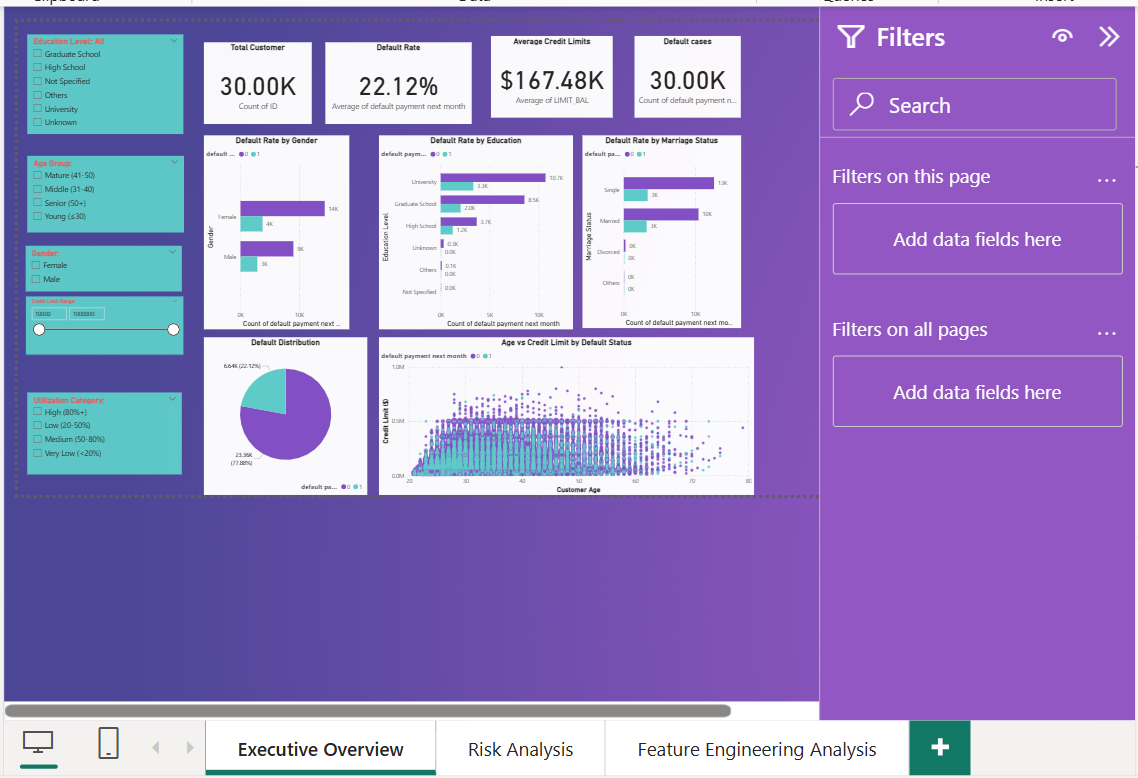 Education Level: All
Graduate School
High School
Not Specified
Others
University
Unknown
Age Group:
Mature (41-50)
Middle (31-40)
Senior (50+)
Young (≤30)
Gender:
Female
Male
Credit Limit Range
10000
1000000
Utilization Category:
High (80%+)
Low (20-50%)
Medium (50-80%)
Very Low (<20%)
Total Customer
30.00K
Count of ID
Default Rate
22.12%
Average of default payment next month
Average Credit Limits
$167.48K
Average of LIMIT_BAL
Default cases
30.00K
Count of default payment n...
Default Rate by Gender
default ... 0 1
Gender
Female
14K
4K
Male
9K
3K
0K 10K
Count of default payment next ...
Default Rate by Education
default paym... 0 1
Education Level
University
10.7K
3.3K
Graduate School
8.5K
2.0K
High School
3.7K
1.2K
Unknown
0.3K
0.0K
Others
0.1K
0.0K
Not Specified
0.0K
0K 5K 10K
Count of default payment next month
Default Rate by Marriage Status
default pa... 0 1
Marriage Status
Single
13K
3K
Married
10K
3K
Divorced
0K
0K
Others
0K
0K
0K 10K
Count of default payment next mo...
Default Distribution
6.64K (22.12%)
23.36K
(77.88%)
default pa... 0 1
Age vs Credit Limit by Default Status
default payment next month 0 1
Credit Limit ($)
1.0M
0.5M
0.0M
20 30 40 50 60 70 80
Customer Age
Filters
Search
Filters on this page
...
Add data fields here
Filters on all pages
...
Add data fields here
Executive Overview
Risk Analysis
Feature Engineering Analysis
+